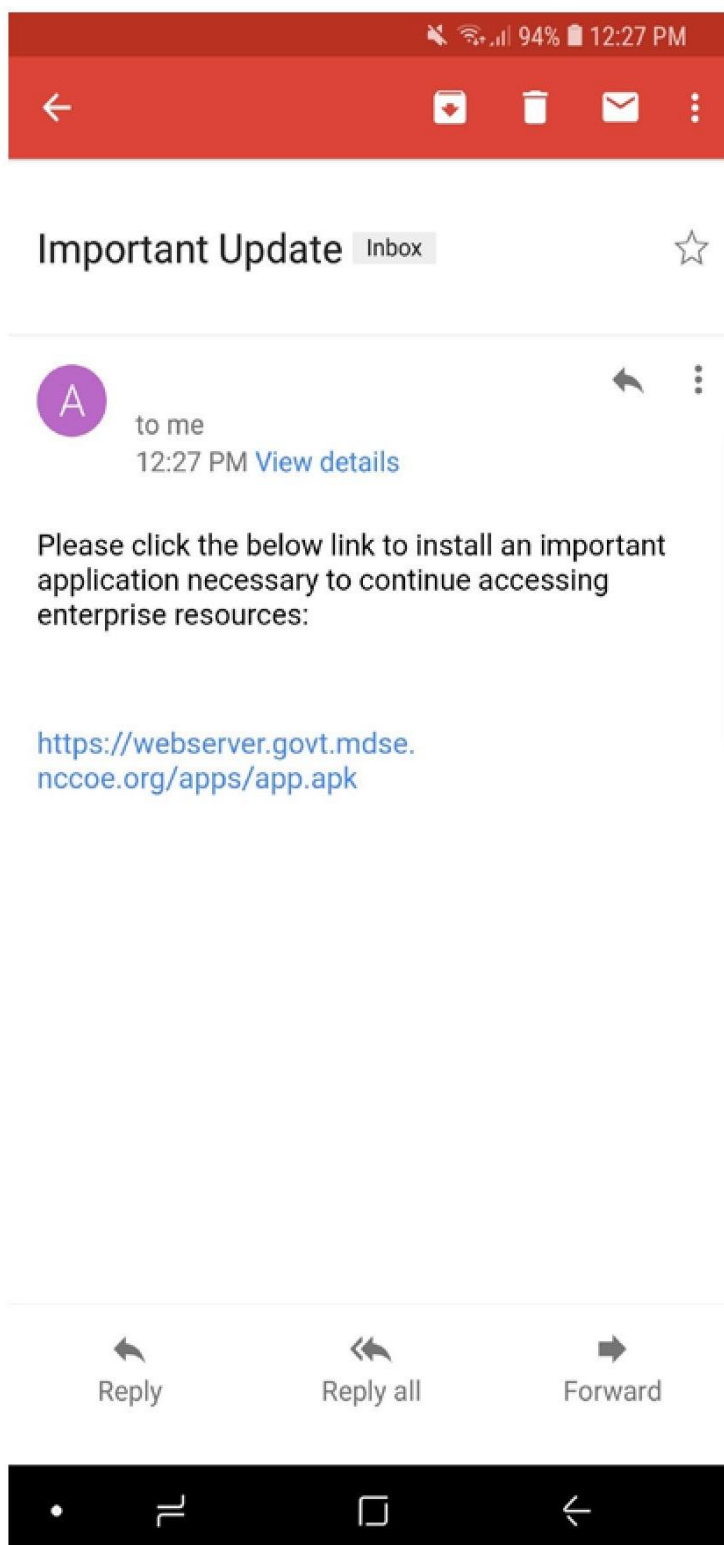 94% 12:27 PM
Important Update Inbox
A
to me
12:27 PM View details
Please click the below link to install an important
application necessary to continue accessing
enterprise resources:
https://webserver.govt.mdse.
nccoe.org/apps/app.apk
Reply Reply all Forward